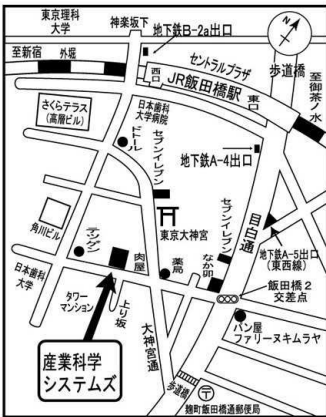 東京理科
大学
神楽坂下
地下鉄B-2a出口
N
至新宿
外堀
セントラルプラザ
西口
JR飯田橋駅
東口
歩道橋
至御茶ノ水
さくらテラス
(高層ビル)
日本歯科
大学病院
ドトール
セブンイレブン
地下鉄A-4出口
角川ビル
東京大神宮
セブンイレブン
目白通
地下鉄A-5出口
(東西線)
テンゲン
肉屋
薬局
なか卯
日本歯科
大学
タワー
マンション
上り坂
大神宮通
飯田橋2
交差点
パン屋
ファリーヌキムラヤ
産業科学
システムズ
歩道橋
〒
麹町飯田橋通郵便局